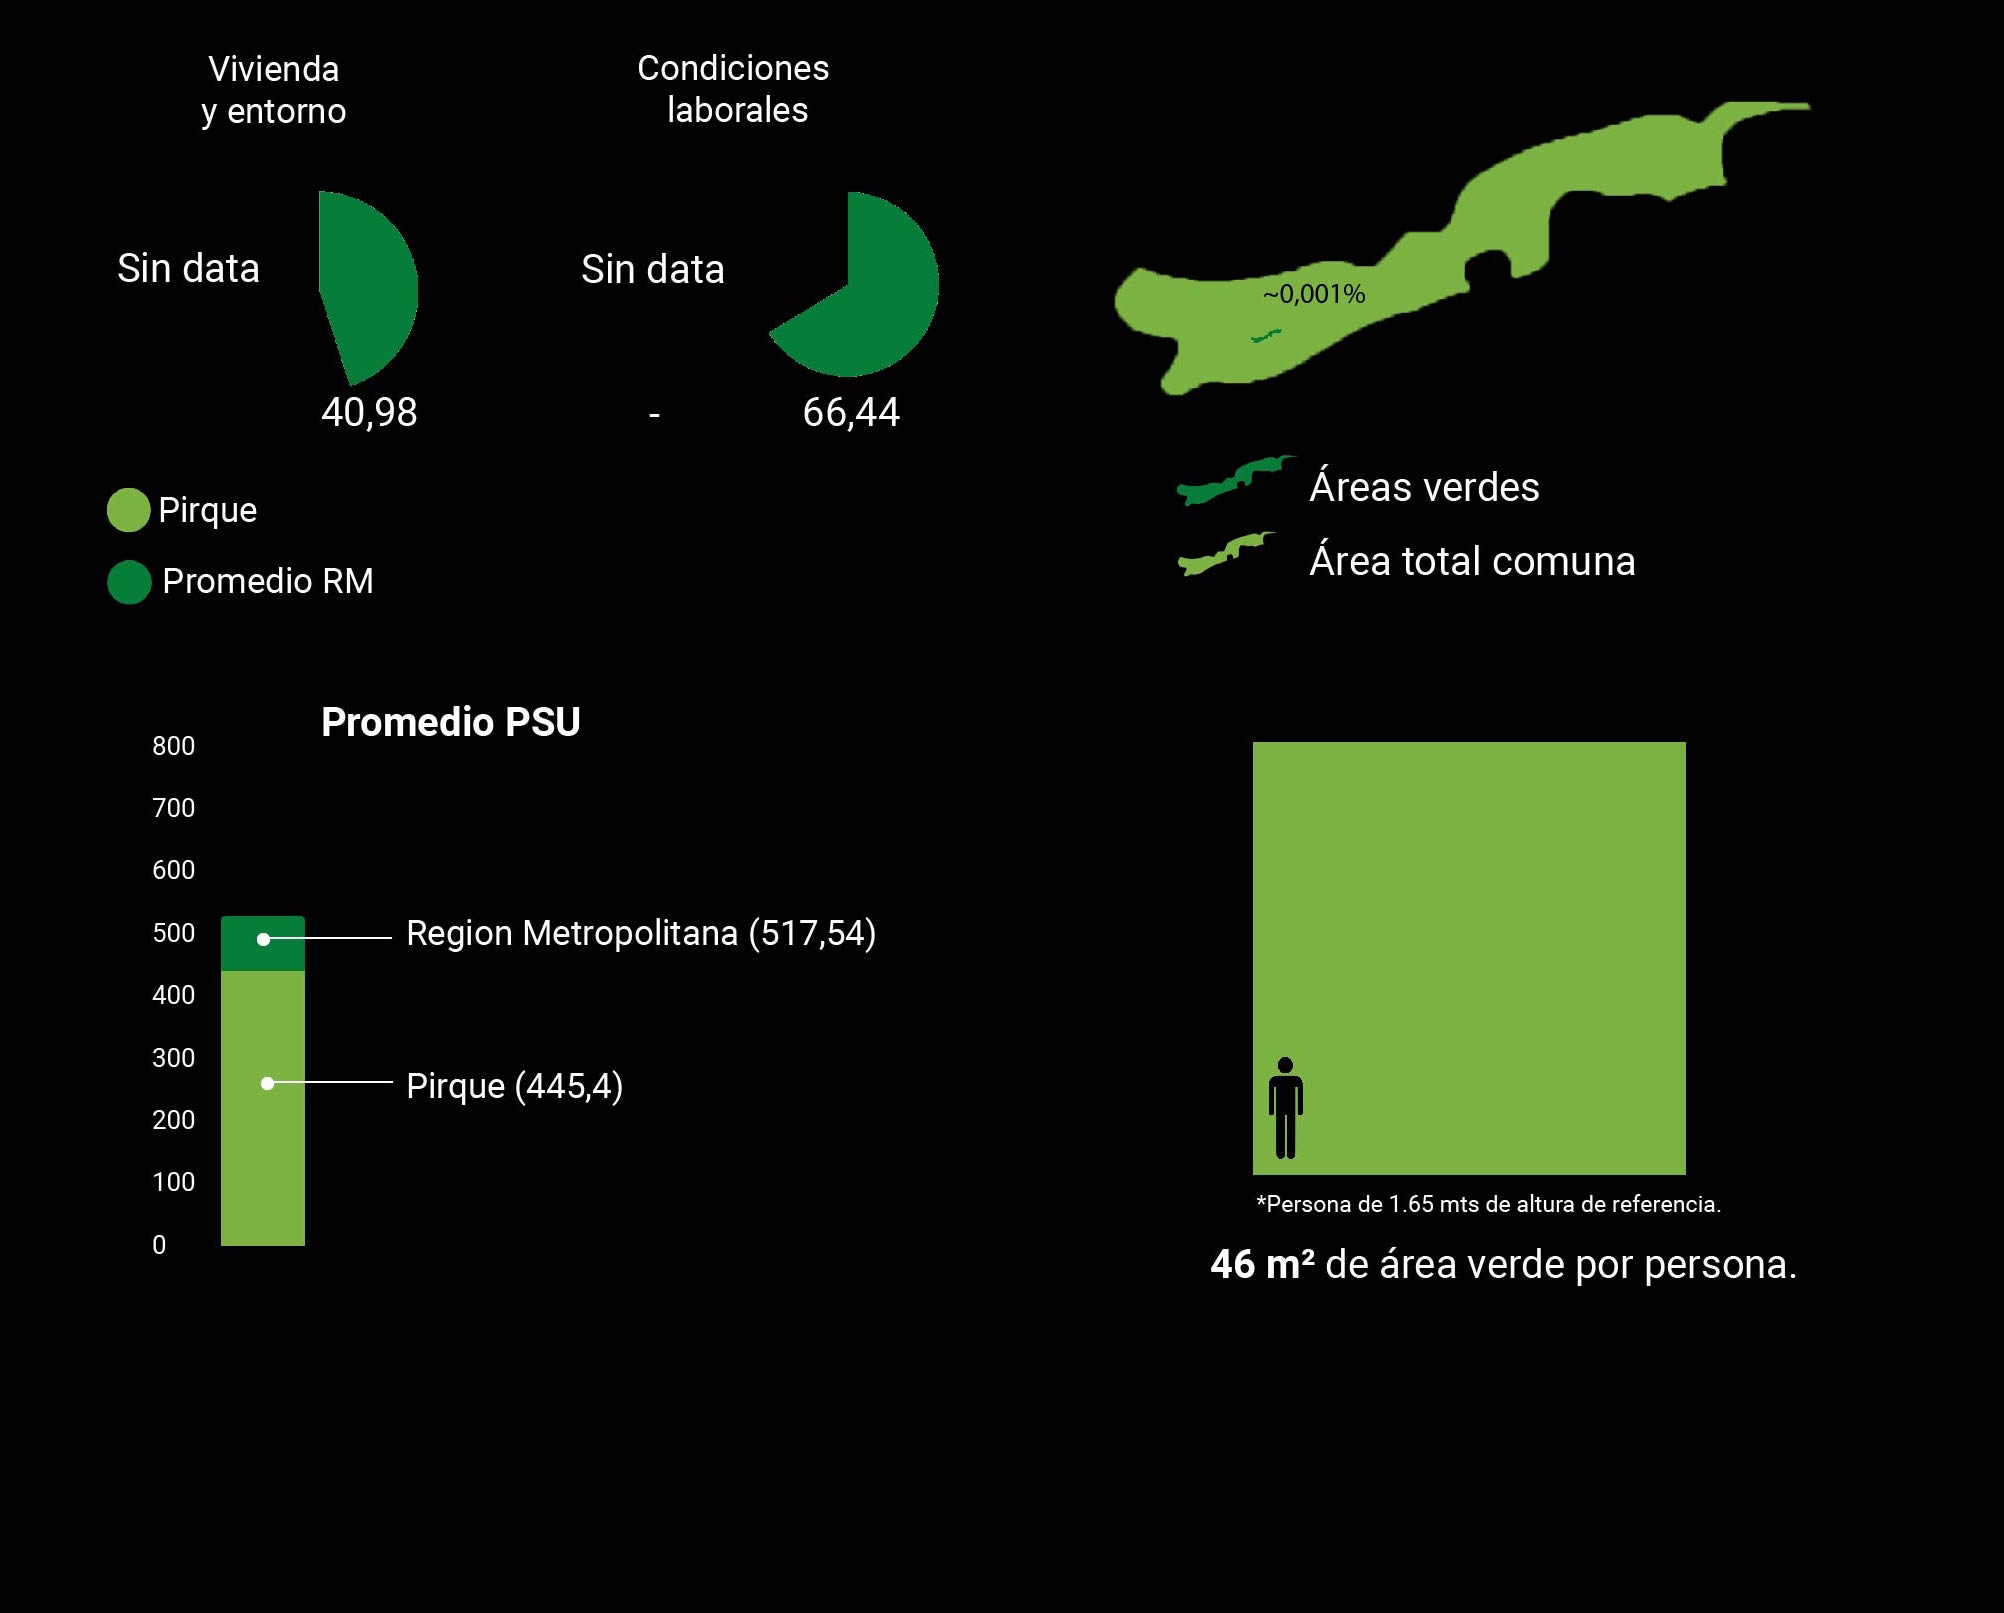 Vivienda
y entorno
Condiciones
laborales
Sin data
Sin data
40,98
-
66,44
Pirque
Promedio RM
~0,001%
Áreas verdes
Área total comuna
Promedio PSU
800
700
600
500
400
300
200
100
0
Region Metropolitana (517,54)
Pirque (445,4)
*Persona de 1.65 mts de altura de referencia.
46 m² de área verde por persona.